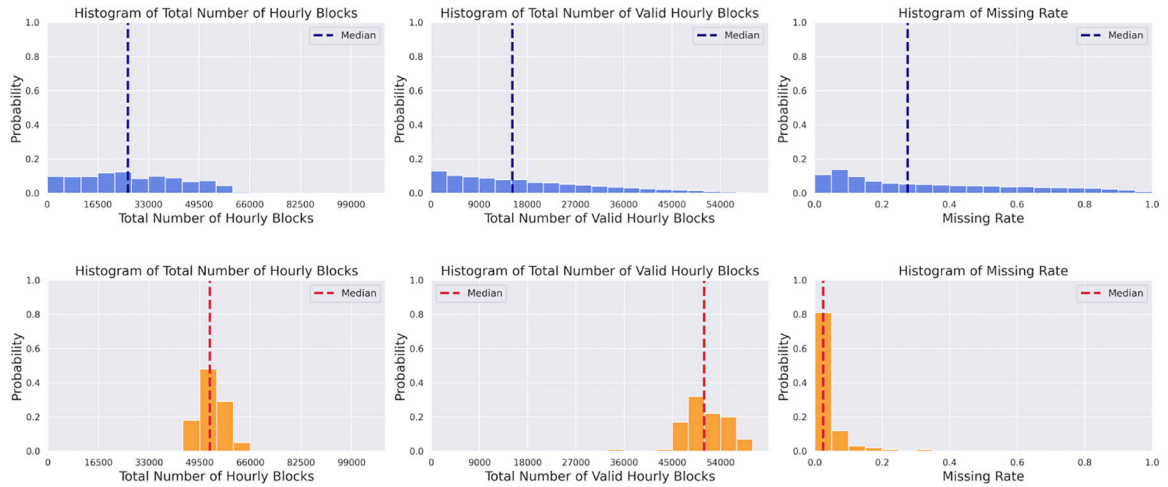 Histogram of Total Number of Hourly Blocks
Histogram of Total Number of Valid Hourly Blocks
Histogram of Missing Rate
1.0
0.8
0.6
0.4
0.2
0.0
Probability
Median
0 16500 33000 49500 66000 82500 99000
Total Number of Hourly Blocks
1.0
0.8
0.6
0.4
0.2
0.0
Probability
Median
0 9000 18000 27000 36000 45000 54000
Total Number of Valid Hourly Blocks
1.0
0.8
0.6
0.4
0.2
0.0
Probability
Median
0.0 0.2 0.4 0.6 0.8 1.0
Missing Rate
Histogram of Total Number of Hourly Blocks
Histogram of Total Number of Valid Hourly Blocks
Histogram of Missing Rate
1.0
0.8
0.6
0.4
0.2
0.0
Probability
Median
0 16500 33000 49500 66000 82500 99000
Total Number of Hourly Blocks
1.0
0.8
0.6
0.4
0.2
0.0
Probability
Median
0 9000 18000 27000 36000 45000 54000
Total Number of Valid Hourly Blocks
1.0
0.8
0.6
0.4
0.2
0.0
Probability
Median
0.0 0.2 0.4 0.6 0.8 1.0
Missing Rate